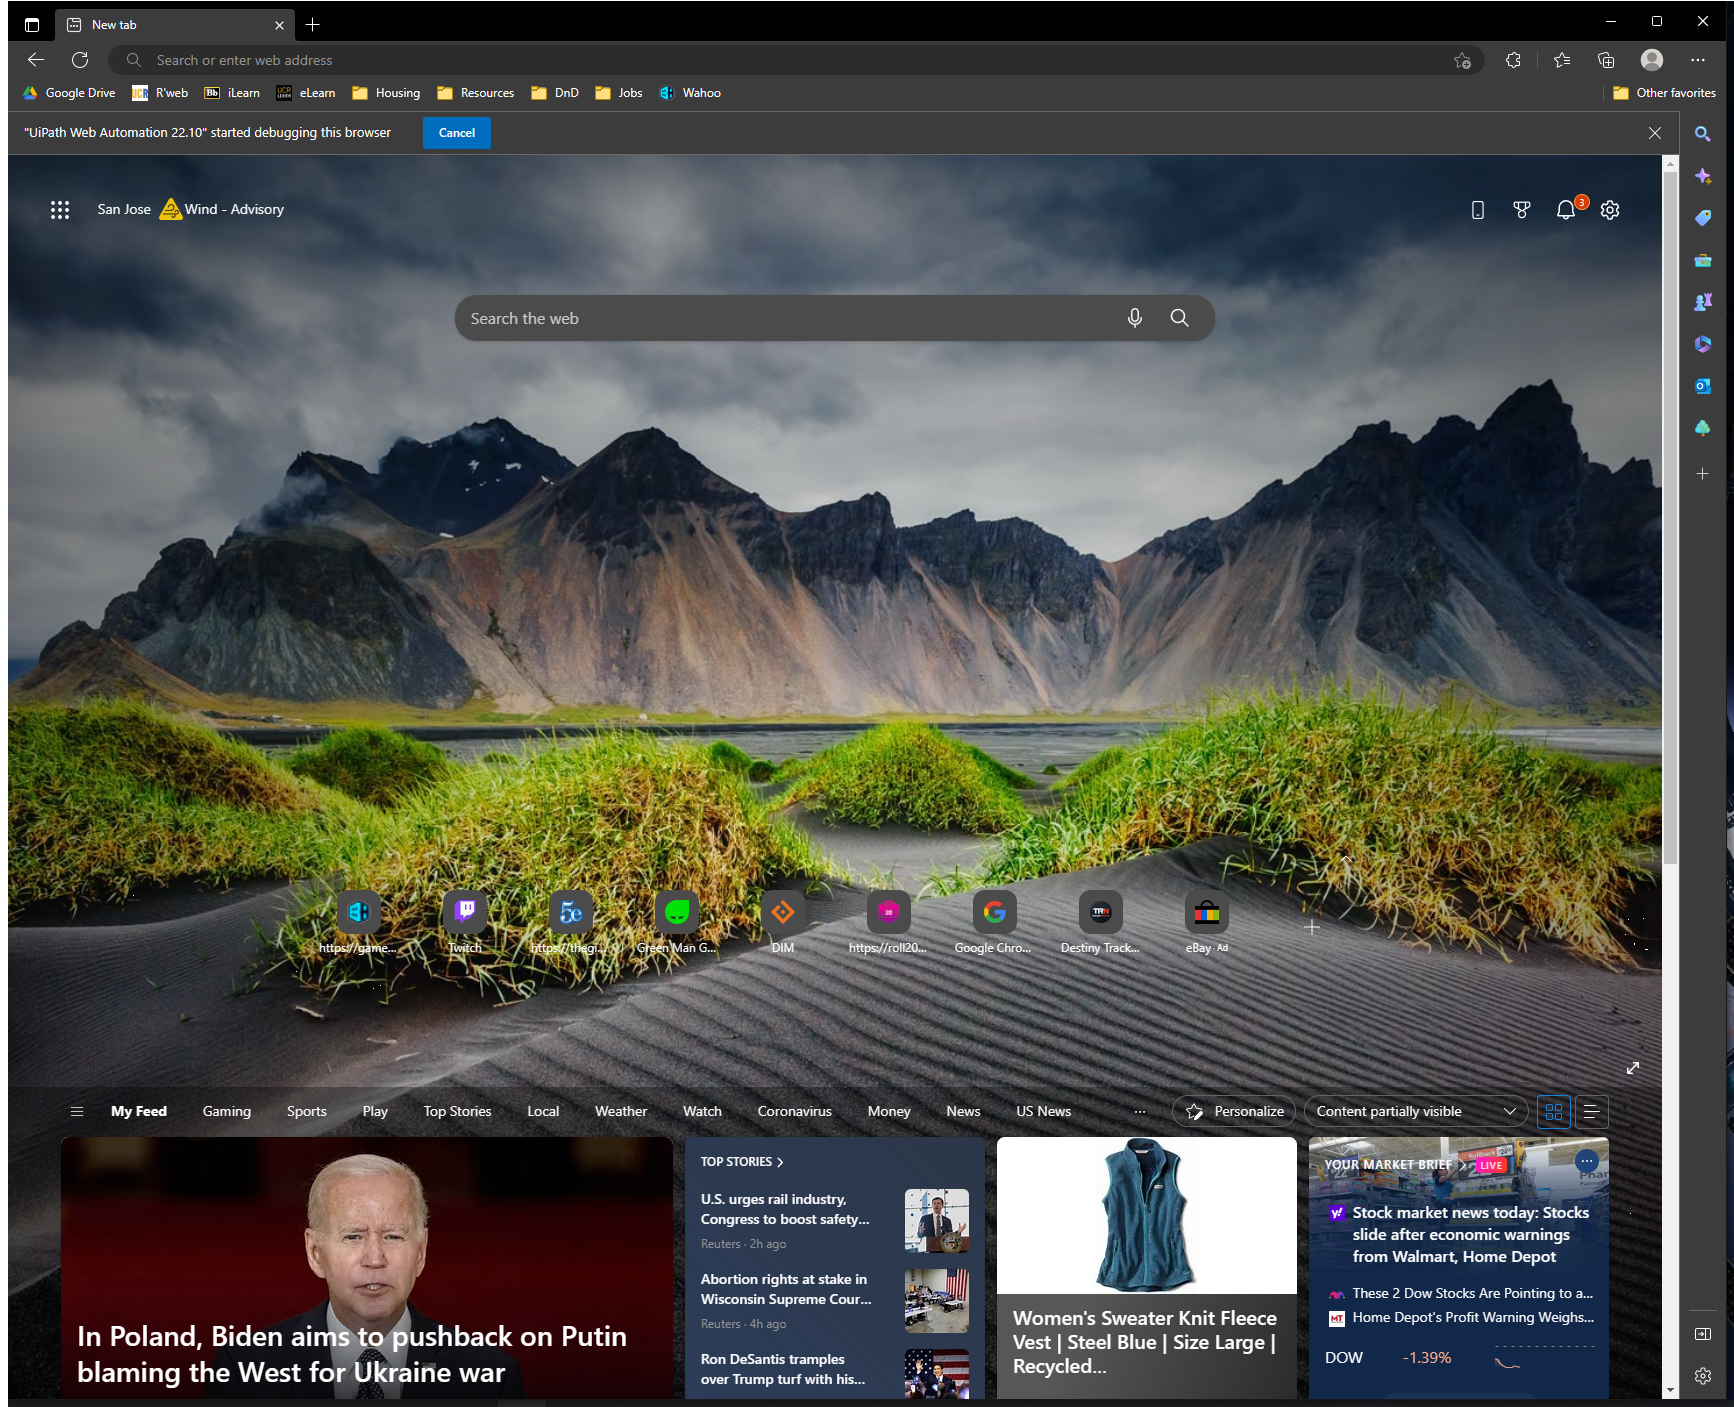 New tab
Search or enter web address
Google Drive R'web iLearn eLearn Housing Resources DnD Jobs Wahoo Other favorites
"UiPath Web Automation 22.10" started debugging this browser Cancel
San Jose Wind - Advisory
3
Search the web
https://game... Twitch https://thegi... Green Man G... DIM https://roll20... Google Chro... Destiny Track... eBay · Ad
My Feed Gaming Sports Play Top Stories Local Weather Watch Coronavirus Money News US News ... Personalize Content partially visible
In Poland, Biden aims to pushback on Putin
blaming the West for Ukraine war
TOP STORIES
U.S. urges rail industry,
Congress to boost safety...
Reuters · 2h ago
Abortion rights at stake in
Wisconsin Supreme Cour...
Reuters · 4h ago
Ron DeSantis tramples
over Trump turf with his...
Women's Sweater Knit Fleece
Vest | Steel Blue | Size Large |
Recycled...
YOUR MARKET BRIEF LIVE
Stock market news today: Stocks
slide after economic warnings
from Walmart, Home Depot
These 2 Dow Stocks Are Pointing to a...
Home Depot's Profit Warning Weighs...
DOW -1.39%